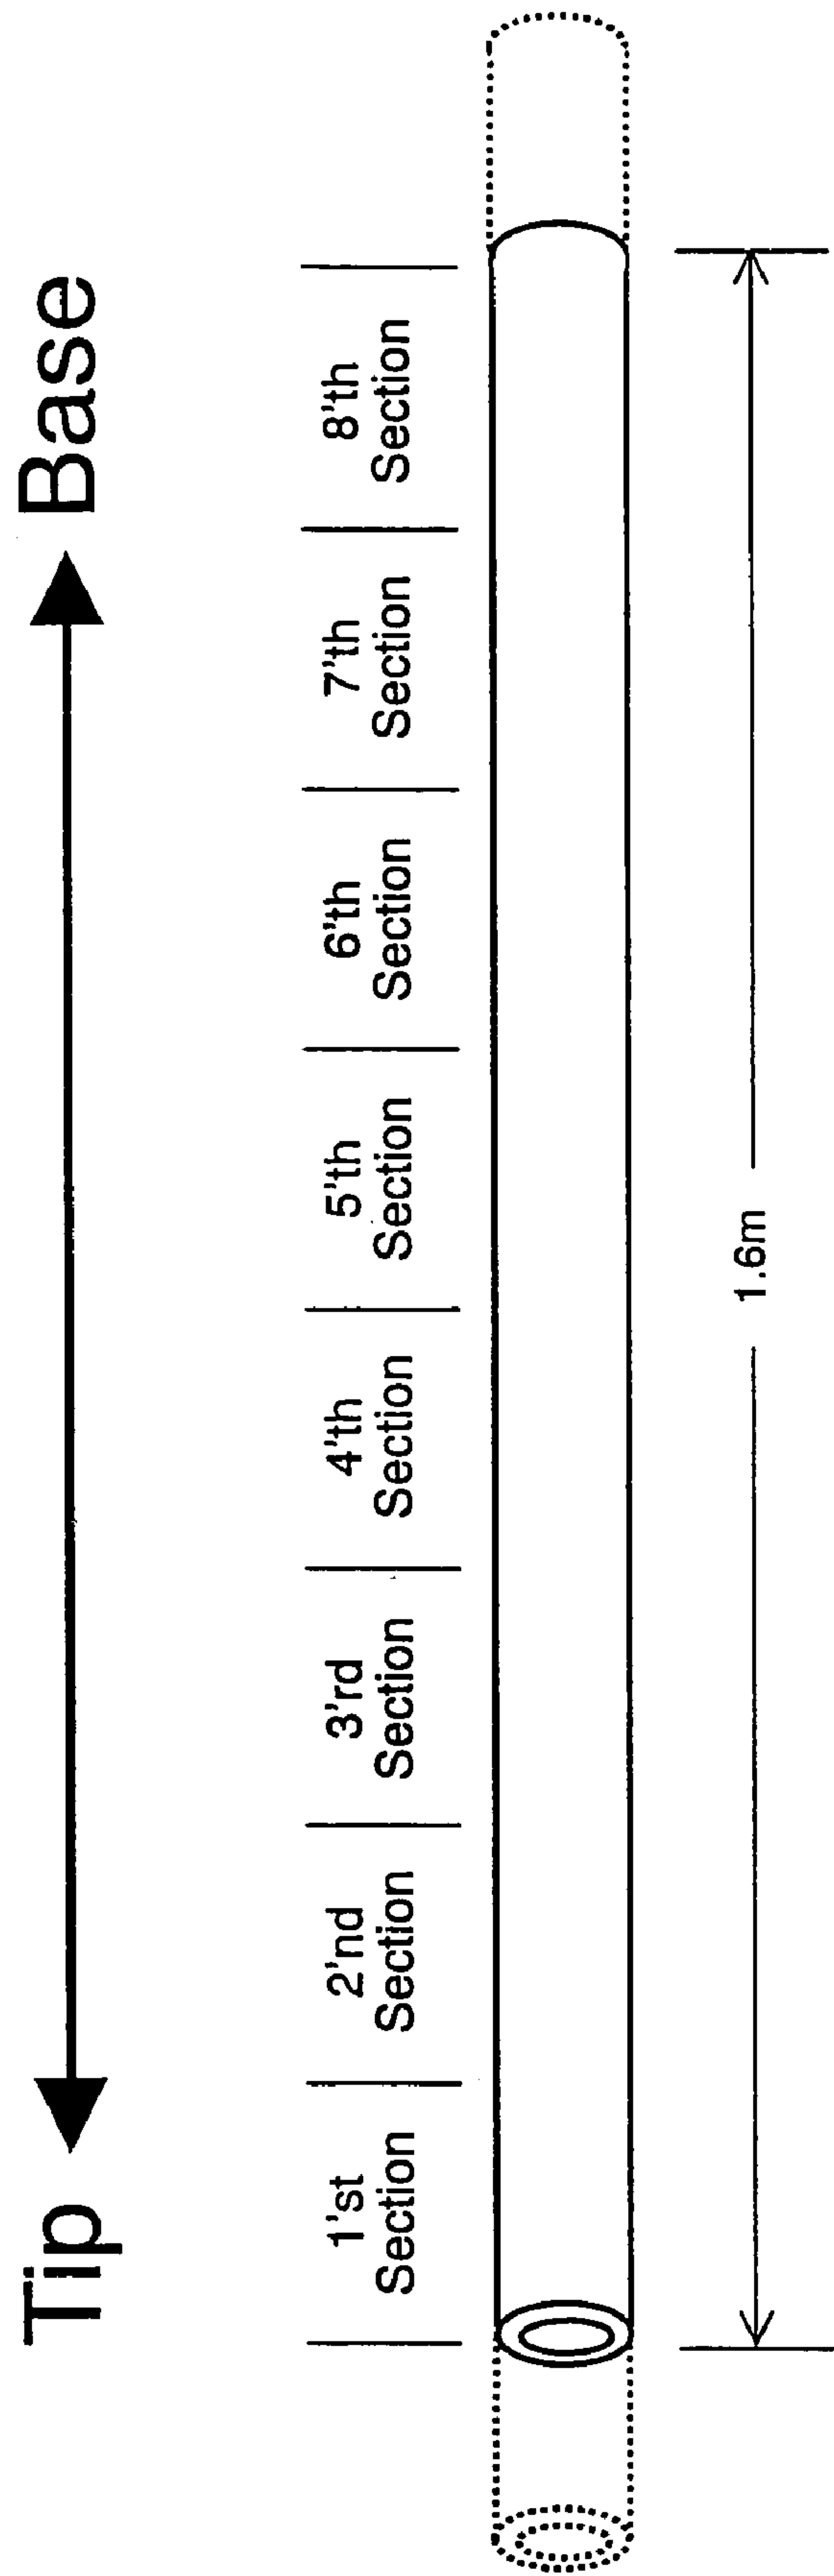 Tip
Base
1'st
Section
2'nd
Section
3'rd
Section
4'th
Section
5'th
Section
6'th
Section
7'th
Section
8'th
Section
1.6m